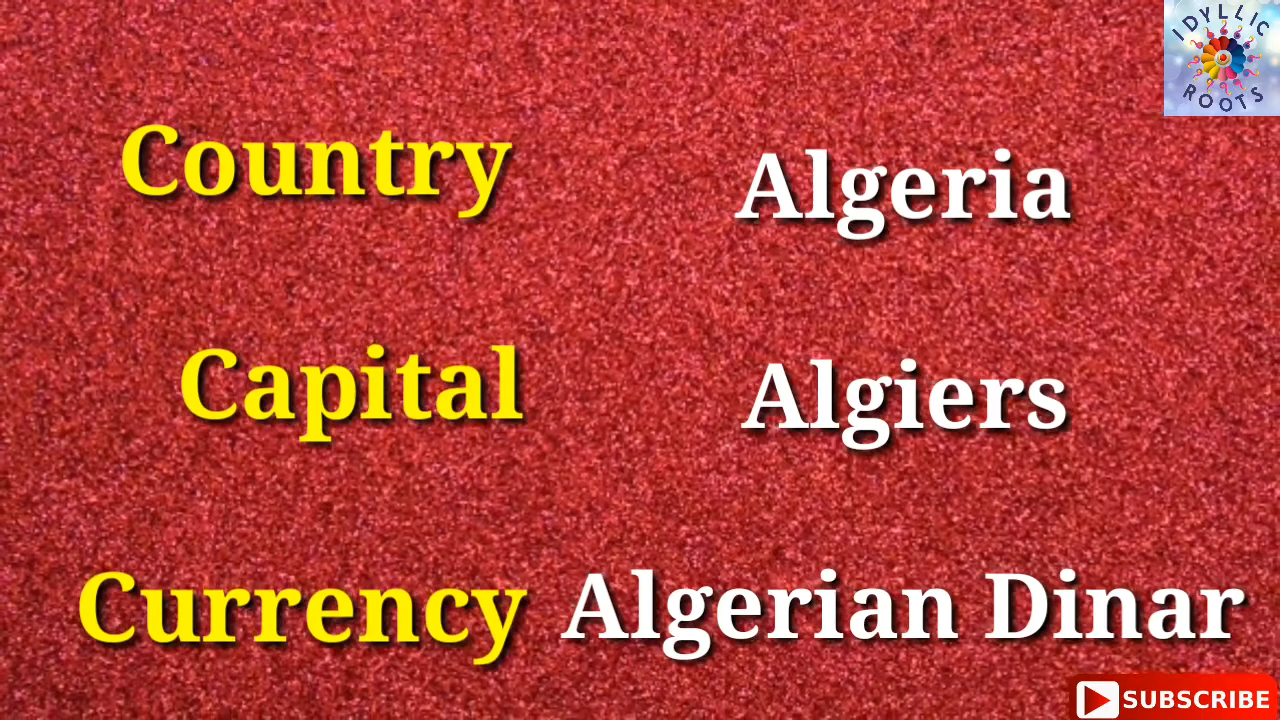 IDYLLIC
ROOTS
Country Algeria
Capital Algiers
Currency Algerian Dinar
SUBSCRIBE